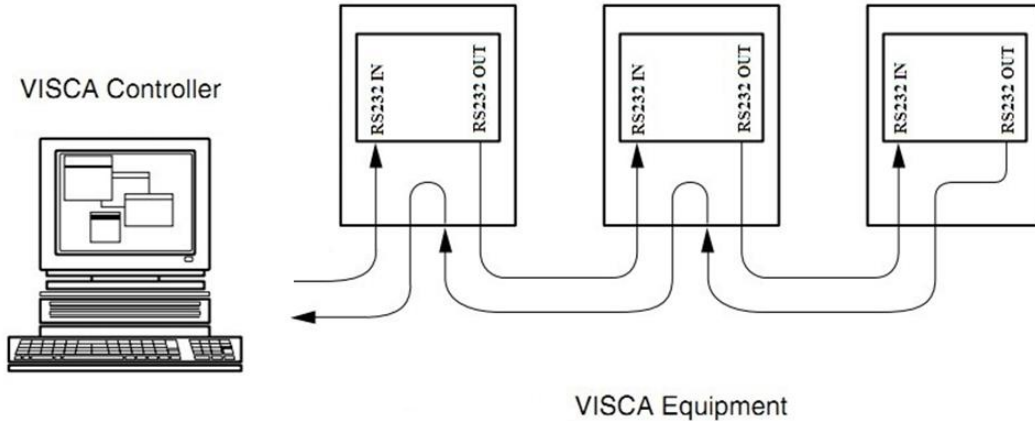 VISCA Controller
RS232 IN
RS232 OUT
RS232 IN
RS232 OUT
RS232 IN
RS232 OUT
VISCA Equipment